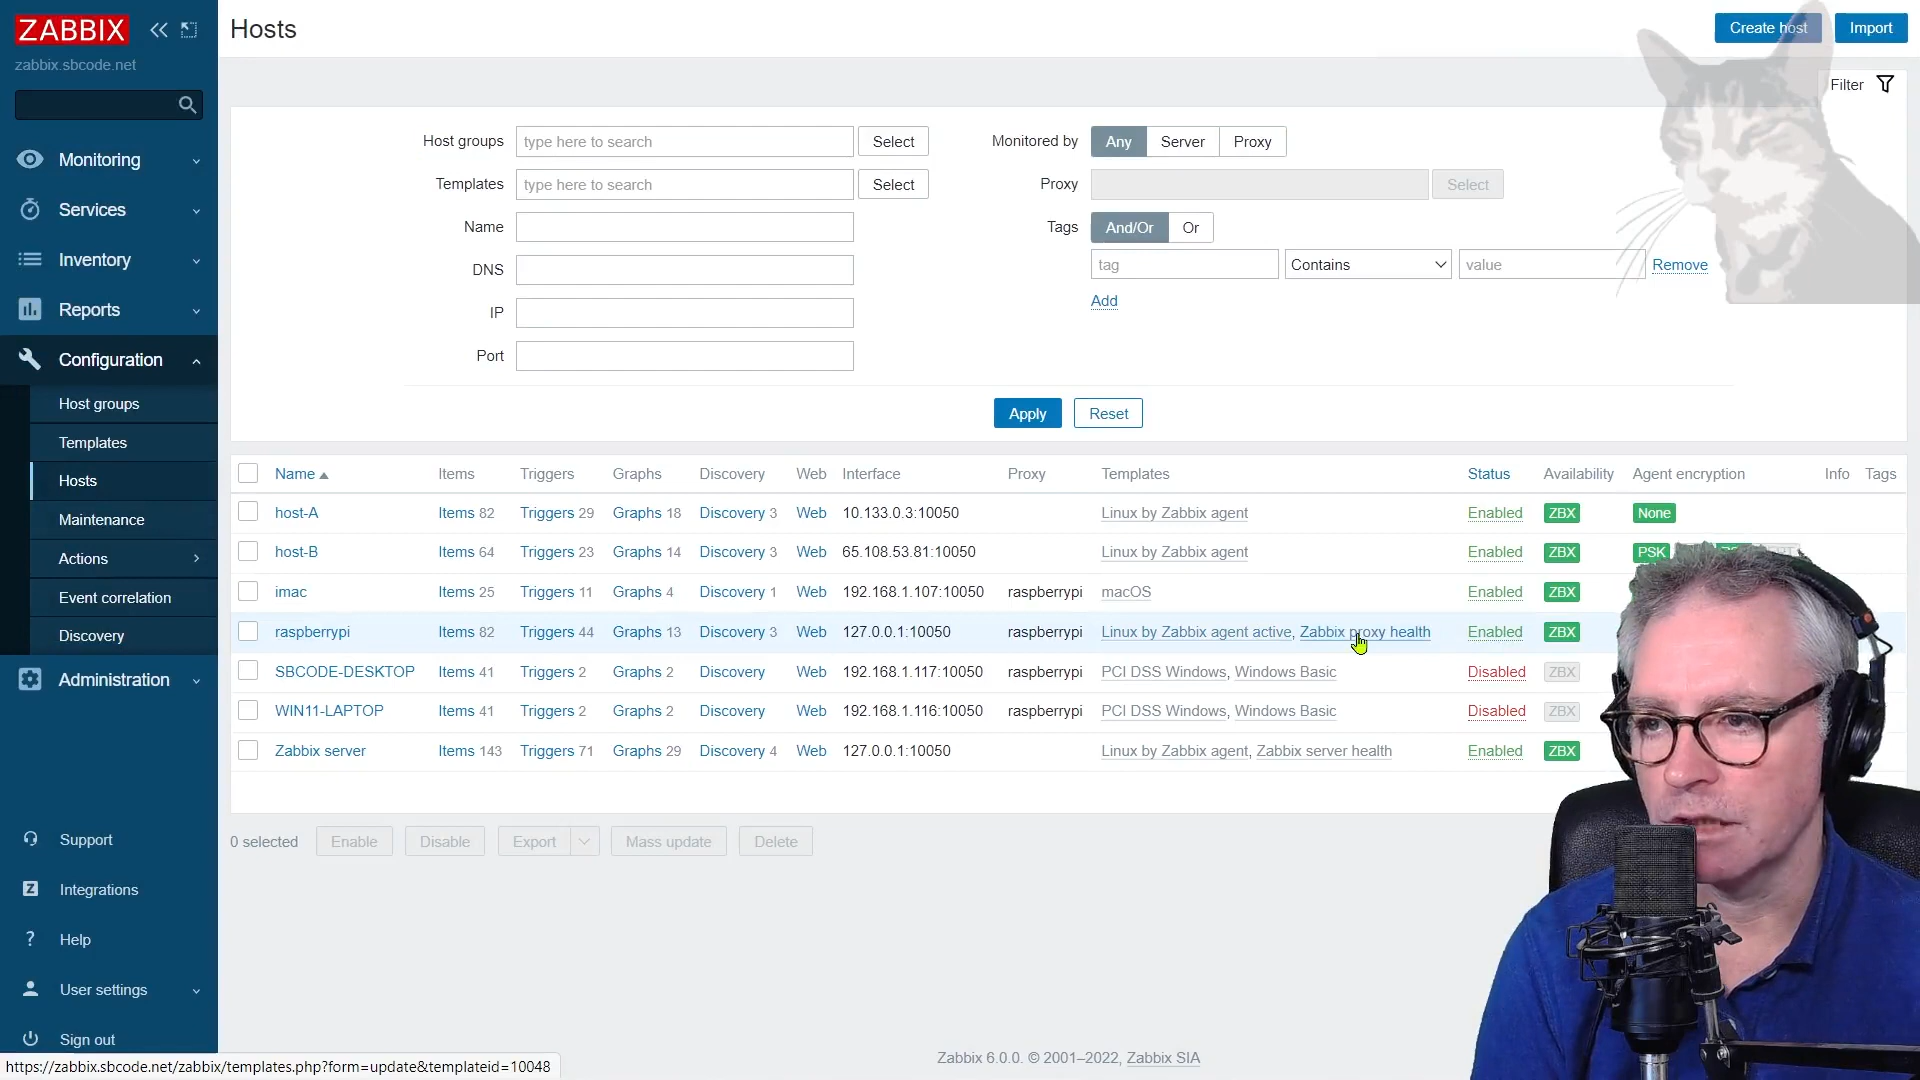 ZABBIX
Hosts
Create host
Import
zabbix.sbcode.net
Filter
Monitoring
Services
Inventory
Reports
Configuration
Host groups
Templates
Hosts
Maintenance
Actions
Event correlation
Discovery
Administration
Support
Integrations
? Help
User settings
Sign out
Host groups type here to search Select
Templates type here to search Select
Name
DNS
IP
Port
Monitored by Any Server Proxy
Proxy Select
Tags And/Or Or
tag Contains value Remove
Add
Apply Reset
Name Items Triggers Graphs Discovery Web Interface Proxy Templates Status Availability Agent encryption Info Tags
host-A Items 82 Triggers 29 Graphs 18 Discovery 3 Web 10.133.0.3:10050 Linux by Zabbix agent Enabled ZBX None
host-B Items 64 Triggers 23 Graphs 14 Discovery 3 Web 65.108.53.81:10050 Linux by Zabbix agent Enabled ZBX PSK
imac Items 25 Triggers 11 Graphs 4 Discovery 1 Web 192.168.1.107:10050 raspberrypi macOS Enabled ZBX
raspberrypi Items 82 Triggers 44 Graphs 13 Discovery 3 Web 127.0.0.1:10050 raspberrypi Linux by Zabbix agent active, Zabbix proxy health Enabled ZBX
SBCODE-DESKTOP Items 41 Triggers 2 Graphs 2 Discovery Web 192.168.1.117:10050 raspberrypi PCI DSS Windows, Windows Basic Disabled ZBX
WIN11-LAPTOP Items 41 Triggers 2 Graphs 2 Discovery Web 192.168.1.116:10050 raspberrypi PCI DSS Windows, Windows Basic Disabled ZBX
Zabbix server Items 143 Triggers 71 Graphs 29 Discovery 4 Web 127.0.0.1:10050 Linux by Zabbix agent, Zabbix server health Enabled ZBX
0 selected Enable Disable Export Mass update Delete
Zabbix 6.0.0. © 2001–2022, Zabbix SIA
https://zabbix.sbcode.net/zabbix/templates.php?form=update&templateid=10048